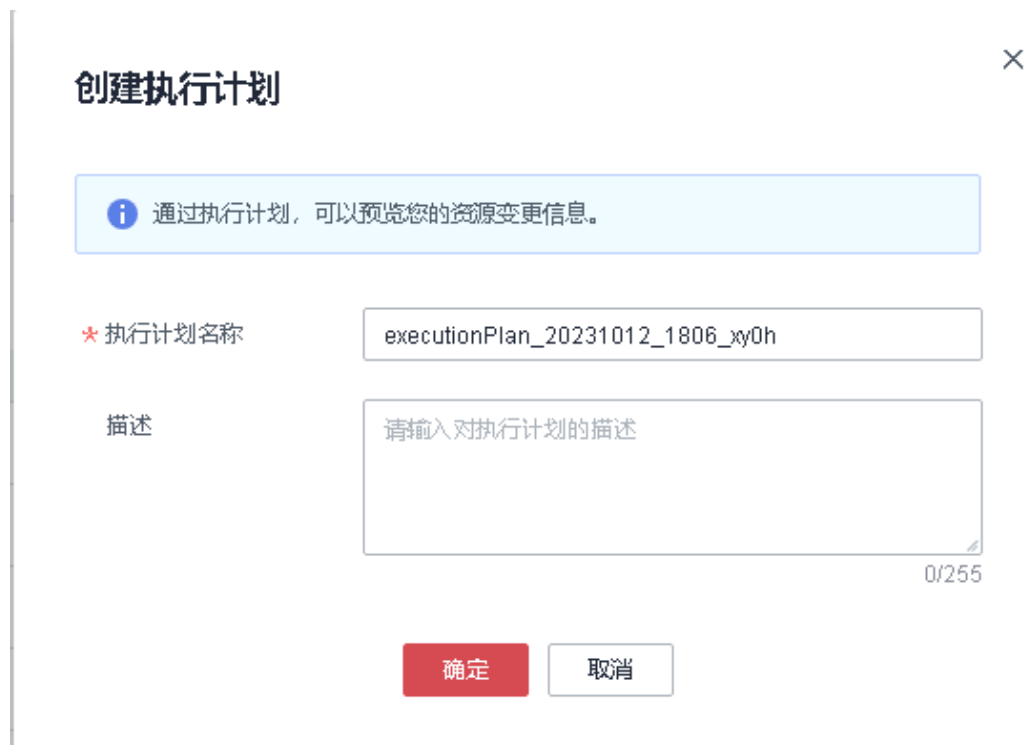 创建执行计划
通过执行计划，可以预览您的资源变更信息。
* 执行计划名称
executionPlan_20231012_1806_xy0h
描述
请输入对执行计划的描述
0/255
确定
取消